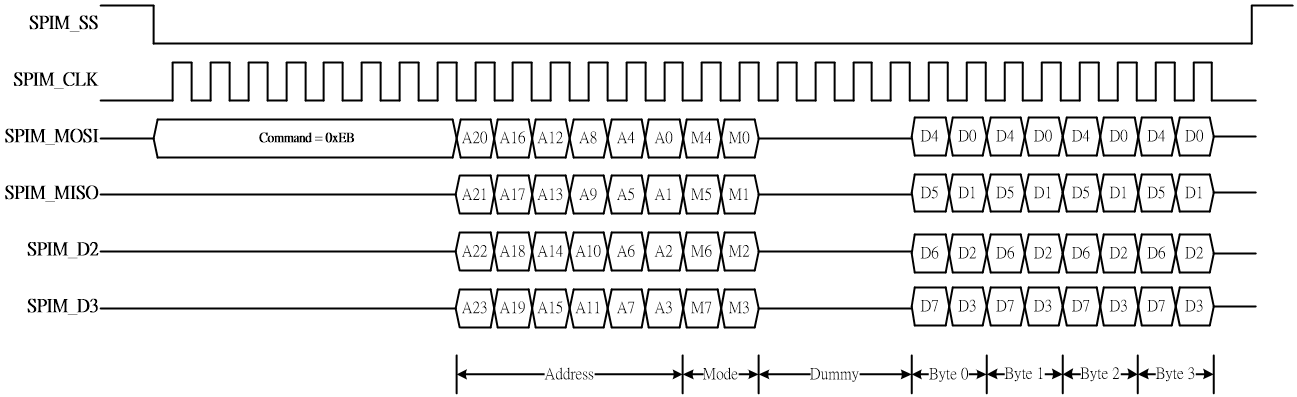 SPIM_SS
SPIM_CLK
SPIM_MOSI Command = 0xEB A20 A16 A12 A8 A4 A0 M4 M0 D4 D0 D4 D0 D4 D0 D4 D0
SPIM_MISO A21 A17 A13 A9 A5 A1 M5 M1 D5 D1 D5 D1 D5 D1 D5 D1
SPIM_D2 A22 A18 A14 A10 A6 A2 M6 M2 D6 D2 D6 D2 D6 D2 D6 D2
SPIM_D3 A23 A19 A15 A11 A7 A3 M7 M3 D7 D3 D7 D3 D7 D3 D7 D3
Address Mode Dummy Byte 0 Byte 1 Byte 2 Byte 3